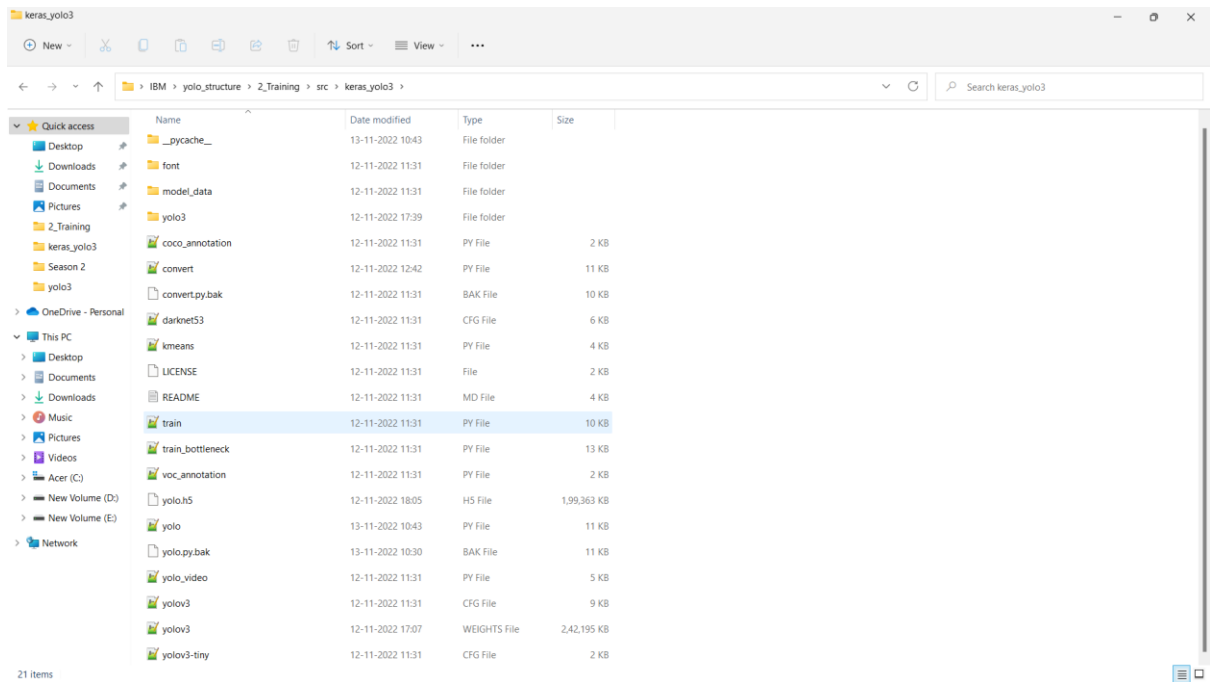 keras_yolo3
New Sort View
IBM > yolo_structure > 2_Training > src > keras_yolo3 >
Search keras_yolo3
Quick access
Desktop
Downloads
Documents
Pictures
2_Training
keras_yolo3
Season 2
yolo3
OneDrive - Personal
This PC
Desktop
Documents
Downloads
Music
Pictures
Videos
Acer (C:)
New Volume (D:)
New Volume (E:)
Network
Name Date modified Type Size
__pycache__ 13-11-2022 10:43 File folder
font 12-11-2022 11:31 File folder
model_data 12-11-2022 11:31 File folder
yolo3 12-11-2022 17:39 File folder
coco_annotation 12-11-2022 11:31 PY File 2 KB
convert 12-11-2022 12:42 PY File 11 KB
convert.py.bak 12-11-2022 11:31 BAK File 10 KB
darknet53 12-11-2022 11:31 CFG File 6 KB
kmeans 12-11-2022 11:31 PY File 4 KB
LICENSE 12-11-2022 11:31 File 2 KB
README 12-11-2022 11:31 MD File 4 KB
train 12-11-2022 11:31 PY File 10 KB
train_bottleneck 12-11-2022 11:31 PY File 13 KB
voc_annotation 12-11-2022 11:31 PY File 2 KB
yolo.h5 12-11-2022 18:05 H5 File 1,99,363 KB
yolo 13-11-2022 10:43 PY File 11 KB
yolo.py.bak 13-11-2022 10:30 BAK File 11 KB
yolo_video 12-11-2022 11:31 PY File 5 KB
yolov3 12-11-2022 11:31 CFG File 9 KB
yolov3 12-11-2022 17:07 WEIGHTS File 2,42,195 KB
yolov3-tiny 12-11-2022 11:31 CFG File 2 KB
21 items